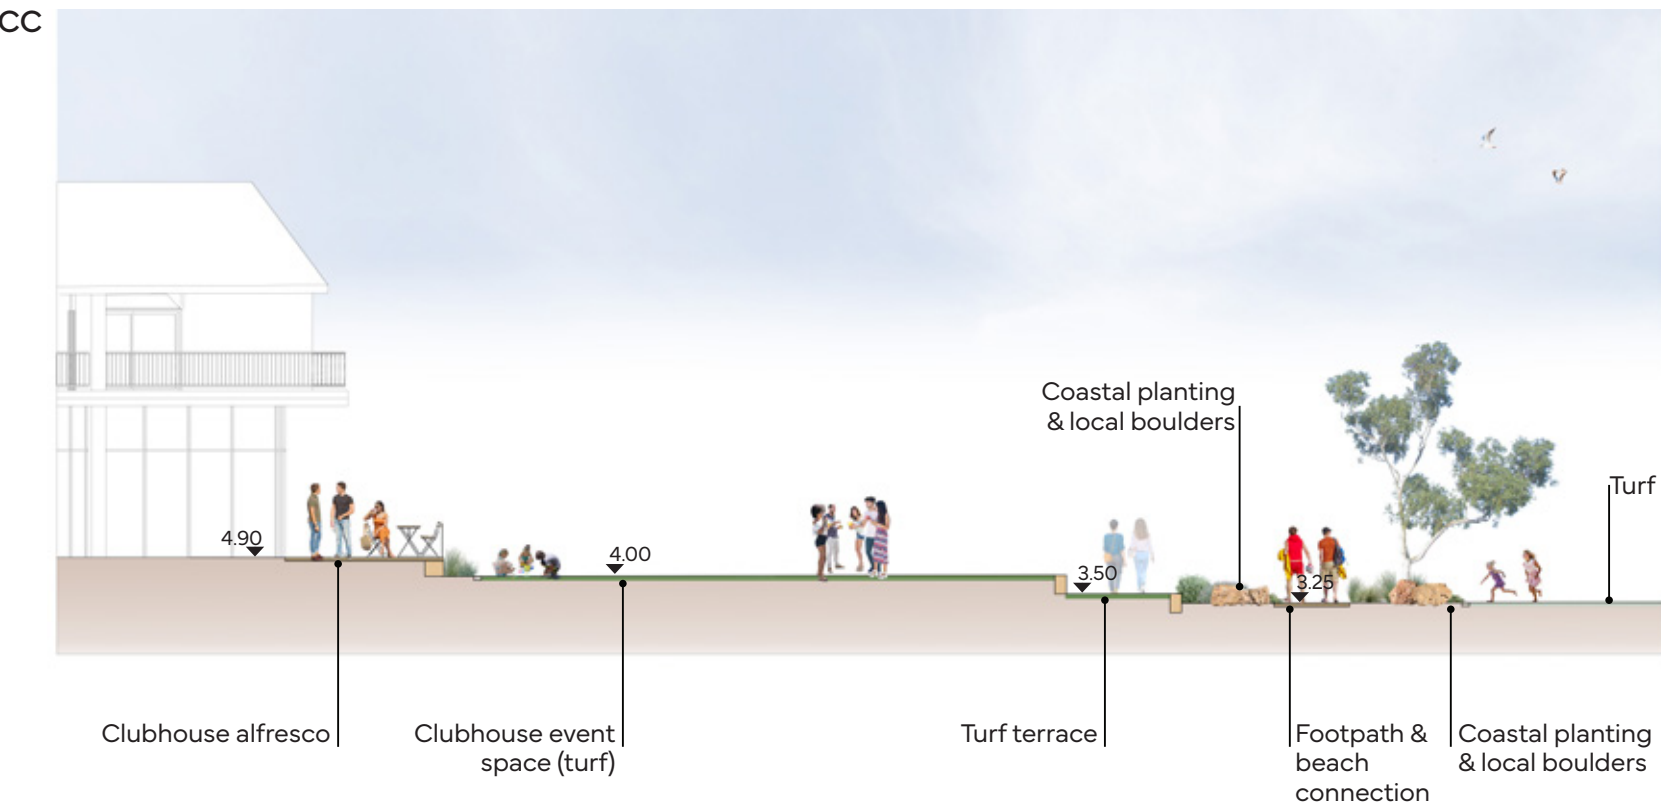 CC
Coastal planting
& local boulders
Turf
4.90
4.00
3.50
3.25
Clubhouse alfresco
Clubhouse event
space (turf)
Turf terrace
Footpath &
beach
connection
Coastal planting
& local boulders